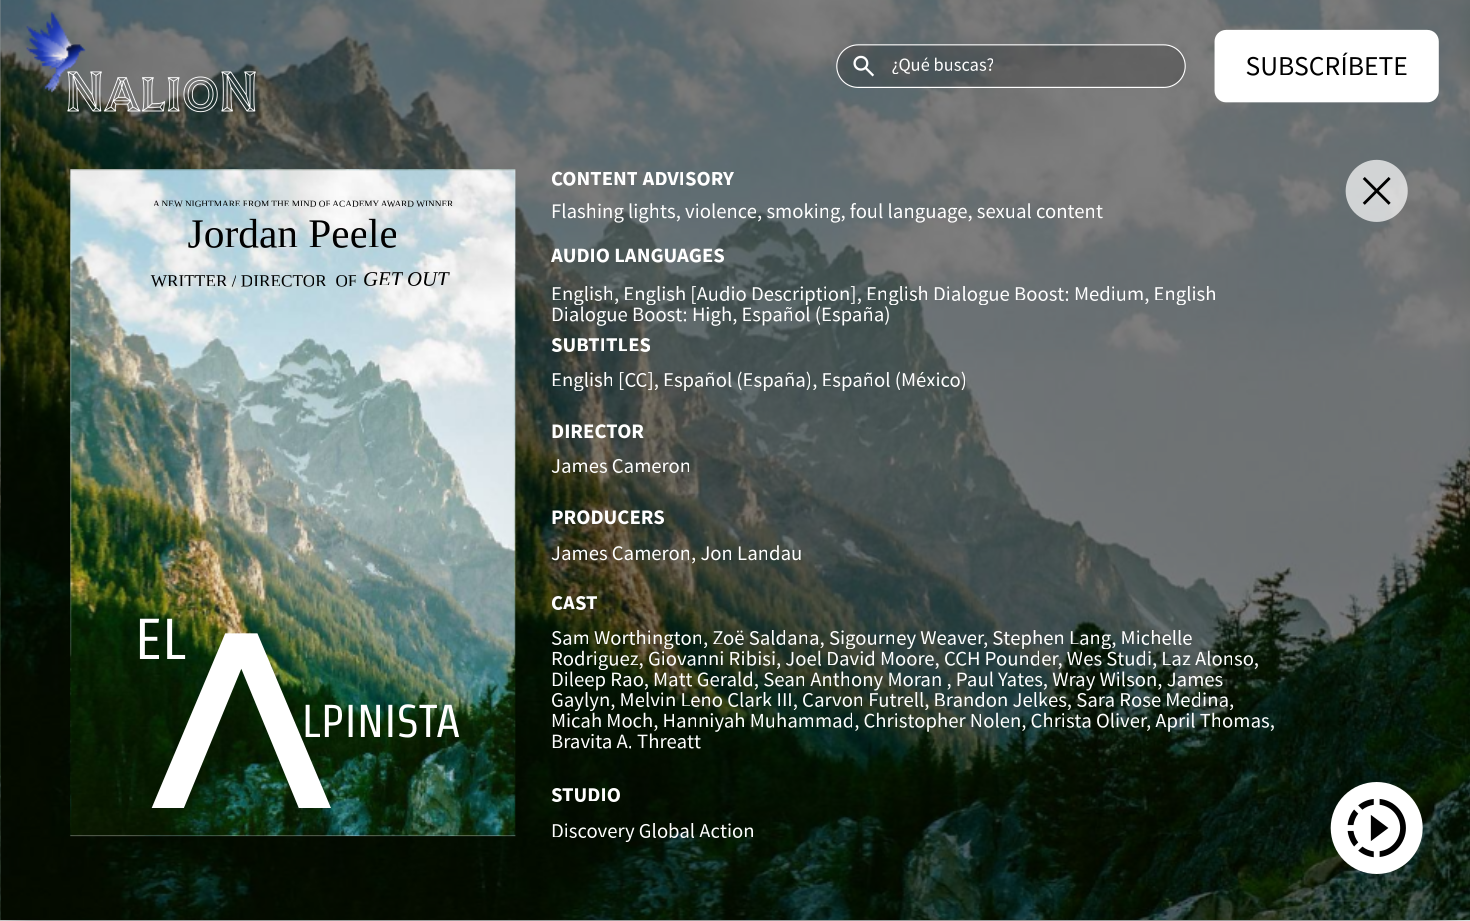 NALION
¿Qué buscas?
SUBSCRÍBETE
A NEW NIGHTMARE FROM THE MIND OF ACADEMY AWARD WINNER
Jordan Peele
WRITTER / DIRECTOR OF GET OUT
EL
ALPINISTA
CONTENT ADVISORY
Flashing lights, violence, smoking, foul language, sexual content
AUDIO LANGUAGES
English, English [Audio Description], English Dialogue Boost: Medium, English
Dialogue Boost: High, Español (España)
SUBTITLES
English [CC], Español (España), Español (México)
DIRECTOR
James Cameron
PRODUCERS
James Cameron, Jon Landau
CAST
Sam Worthington, Zoë Saldana, Sigourney Weaver, Stephen Lang, Michelle
Rodriguez, Giovanni Ribisi, Joel David Moore, CCH Pounder, Wes Studi, Laz Alonso,
Dileep Rao, Matt Gerald, Sean Anthony Moran , Paul Yates, Wray Wilson, James
Gaylyn, Melvin Leno Clark III, Carvon Futrell, Brandon Jelkes, Sara Rose Medina,
Micah Moch, Hanniyah Muhammad, Christopher Nolen, Christa Oliver, April Thomas,
Bravita A. Threatt
STUDIO
Discovery Global Action